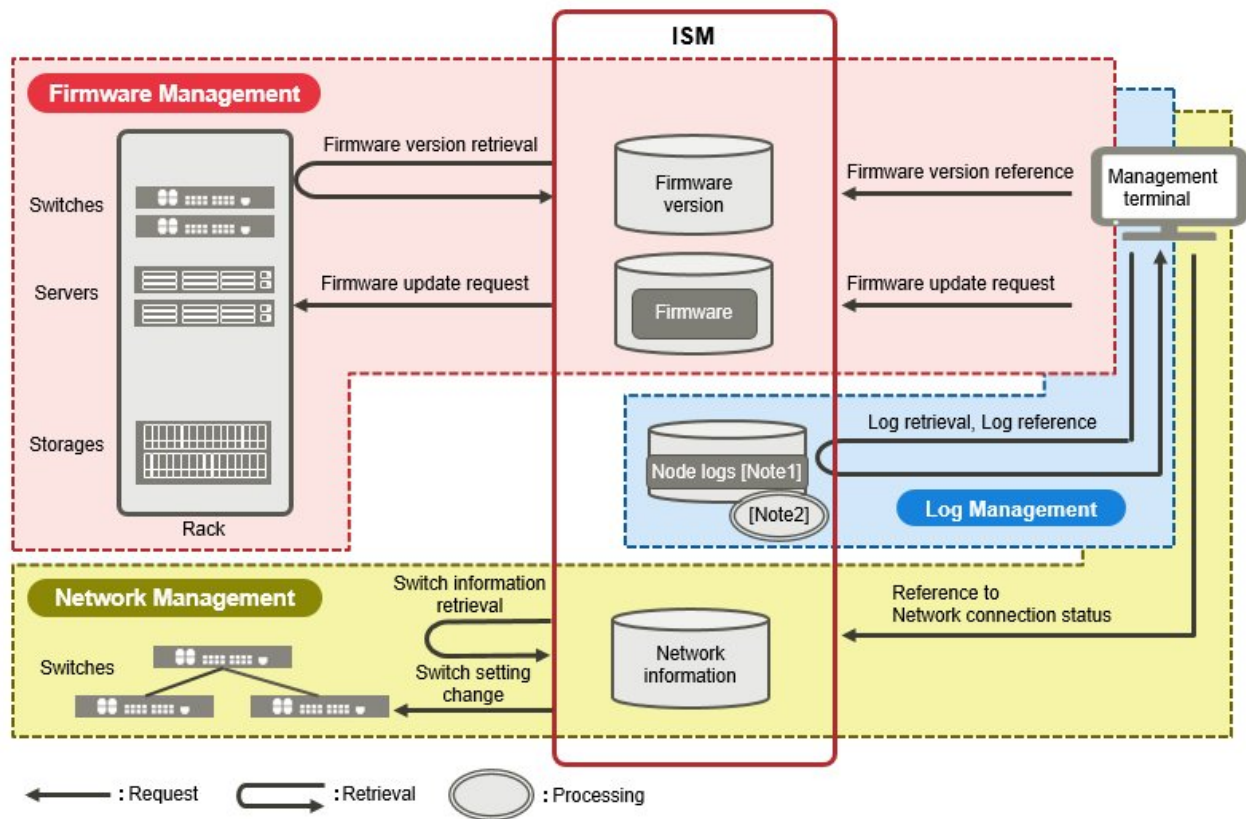 ISM
Firmware Management
Firmware version retrieval
Firmware version reference
Firmware
version
Management
terminal
Switches
Servers
Firmware update request
Firmware update request
Firmware
Storages
Rack
Log retrieval, Log reference
Node logs [Note1]
[Note2]
Log Management
Network Management
Switch information
retrieval
Reference to
Network connection status
Switches
Network
information
Switch setting
change
: Request
: Retrieval
: Processing